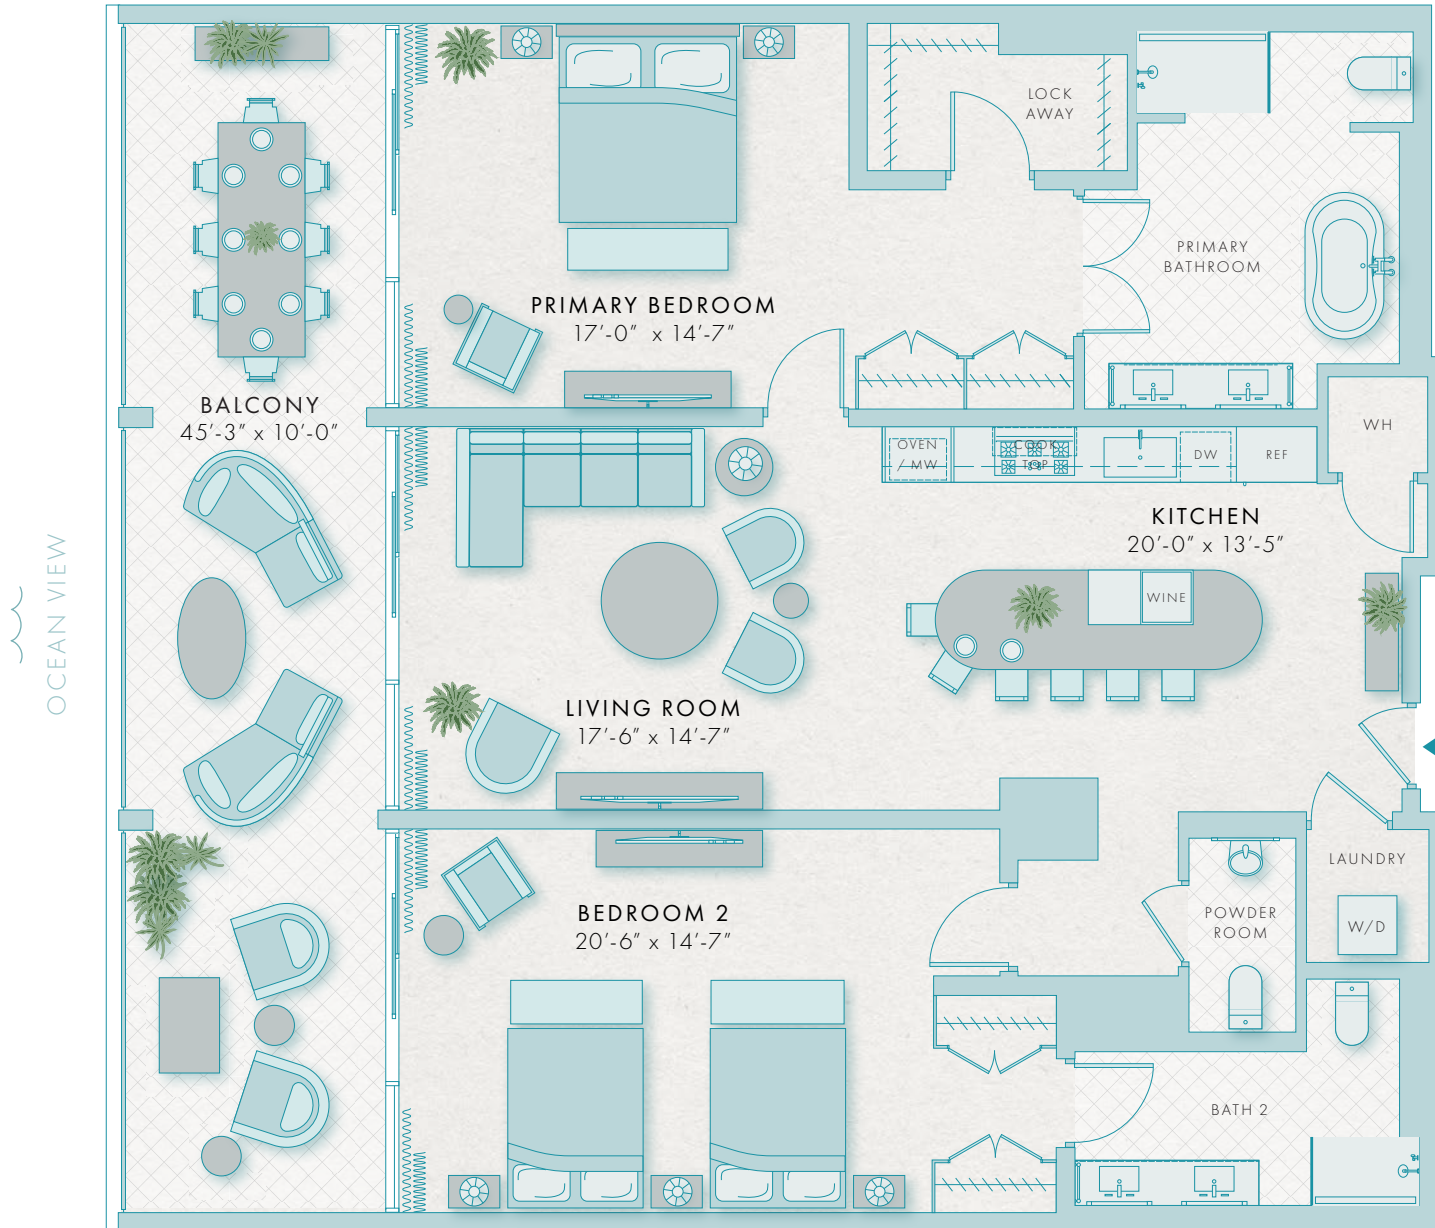 LOCK
AWAY
PRIMARY
BATHROOM
PRIMARY BEDROOM
17'-0" x 14'-7"
BALCONY
45'-3" x 10'-0"
OVEN
/ MW
COOK
TOP
DW
REF
WH
KITCHEN
20'-0" x 13'-5"
WINE
OCEAN VIEW
LIVING ROOM
17'-6" x 14'-7"
LAUNDRY
W/D
POWDER
ROOM
BEDROOM 2
20'-6" x 14'-7"
BATH 2